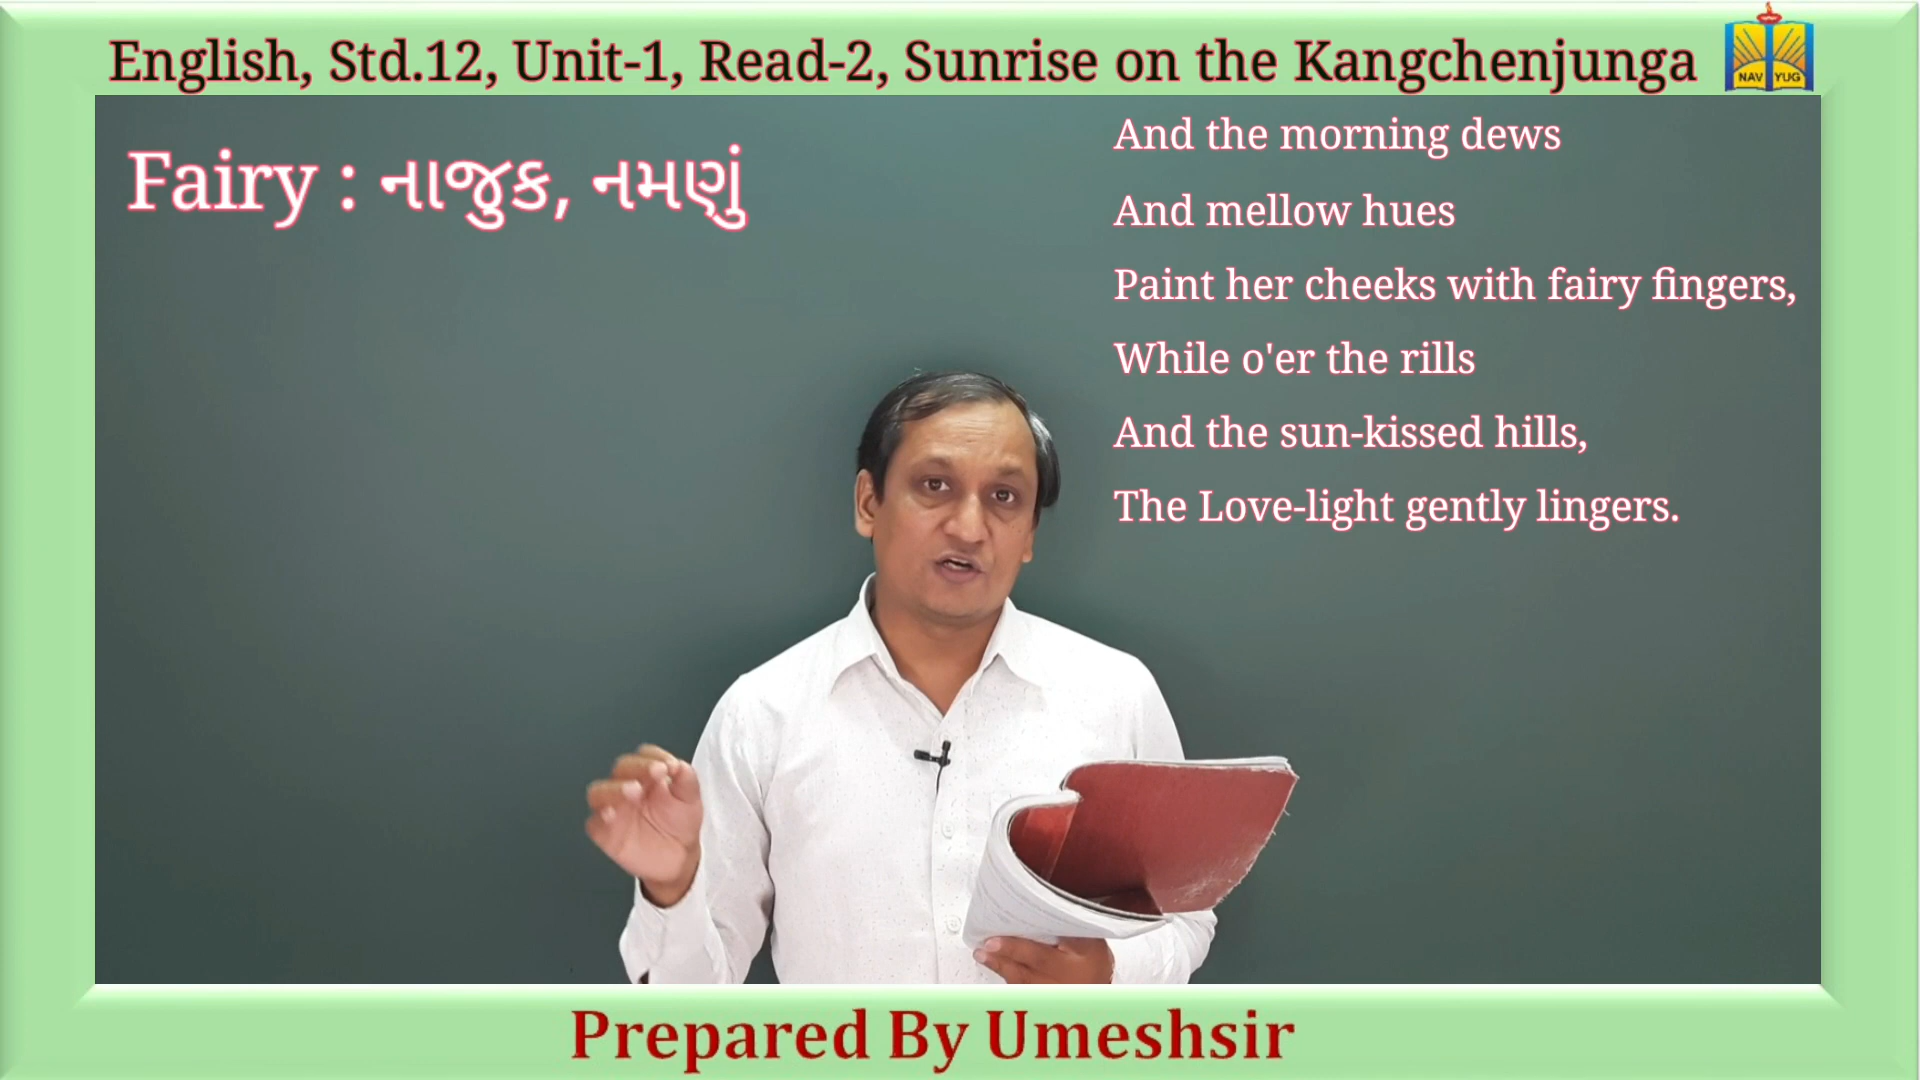 English, Std.12, Unit-1, Read-2, Sunrise on the Kangchenjunga
NAV YUG
Fairy : નાજુક, નમણું
And the morning dews
And mellow hues
Paint her cheeks with fairy fingers,
While o'er the rills
And the sun-kissed hills,
The Love-light gently lingers.
Prepared By Umeshsir